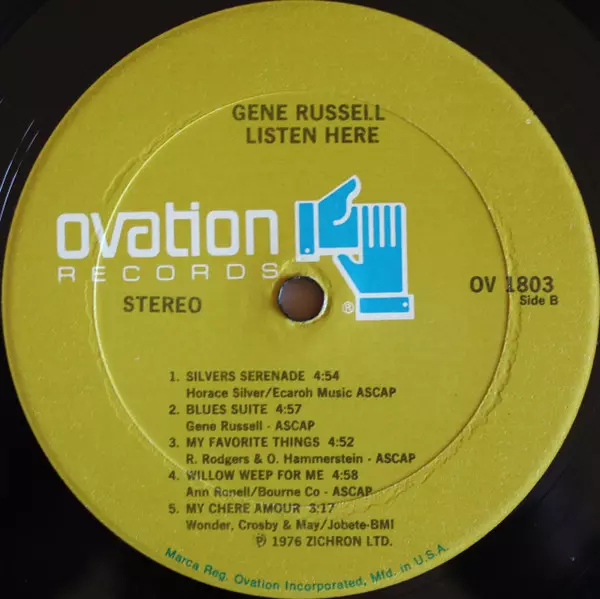 GENE RUSSELL
LISTEN HERE
ovation
RECORDS
®
STEREO
OV 1803
Side B
1. SILVERS SERENADE 4:54
Horace Silver/Ecaroh Music ASCAP
2. BLUES SUITE 4:57
Gene Russell - ASCAP
3. MY FAVORITE THINGS 4:52
R. Rodgers & O. Hammerstein - ASCAP
4. WILLOW WEEP FOR ME 4:58
Ann Ronell/Bourne Co - ASCAP
5. MY CHERE AMOUR 3:17
Wonder, Crosby & May/Jobete-BMI
℗ 1976 ZICHRON LTD.
Marca Reg. Ovation Incorporated, Mfd. in U.S.A.